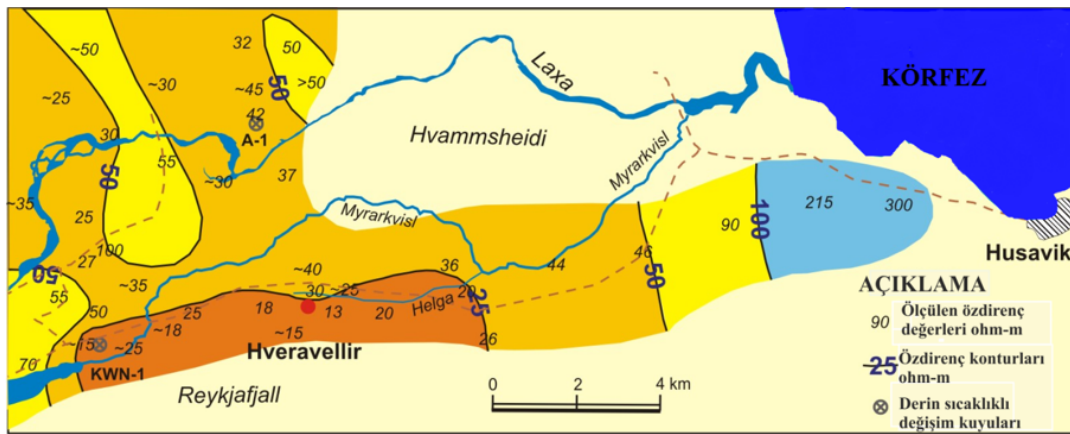 ~50
32
50
50
>50
Laxa
KÖRFEZ
~25
~30
~45
42
A-1
30
Hvammsheidi
Myrarkvisl
50
55
~30
37
~35
25
Myrarkvisl
100
215
300
90
100
27
50
55
~35
~40
36
46
44
50
Husavik
50
25
18
30
~25
13
20
Helga
20
25
~18
~15
~15
~25
26
70
KWN-1
Hveravellir
Reykjafjall
0
2
4 km
AÇIKLAMA
90
Ölçülen özdirenç
değerleri ohm-m
25
Özdirenç konturları
ohm-m
Derin sıcaklıklı
değişim kuyuları